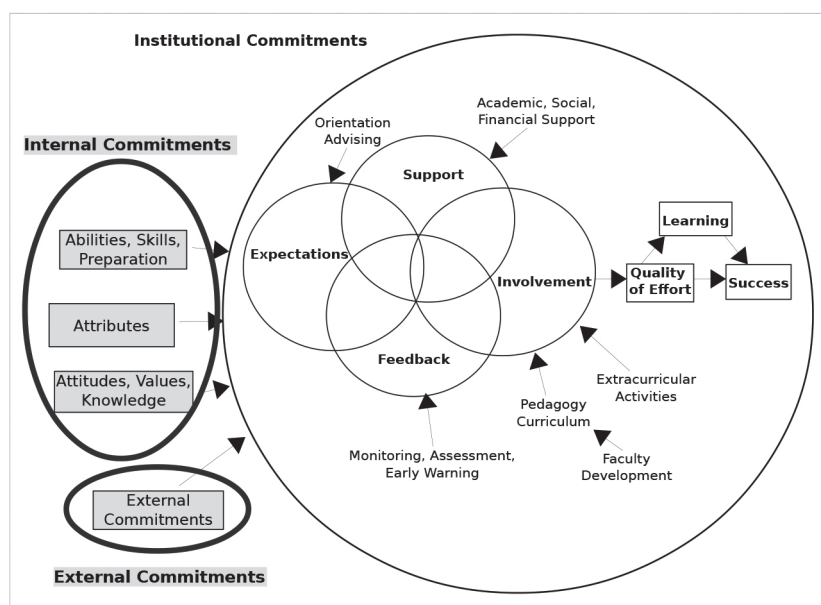 Institutional Commitments
Internal Commitments
Abilities, Skills,
Preparation
Attributes
Attitudes, Values,
Knowledge
External
Commitments
External Commitments
Orientation
Advising
Academic, Social,
Financial Support
Support
Expectations
Involvement
Feedback
Learning
Quality
of Effort
Success
Extracurricular
Activities
Pedagogy
Curriculum
Faculty
Development
Monitoring, Assessment,
Early Warning